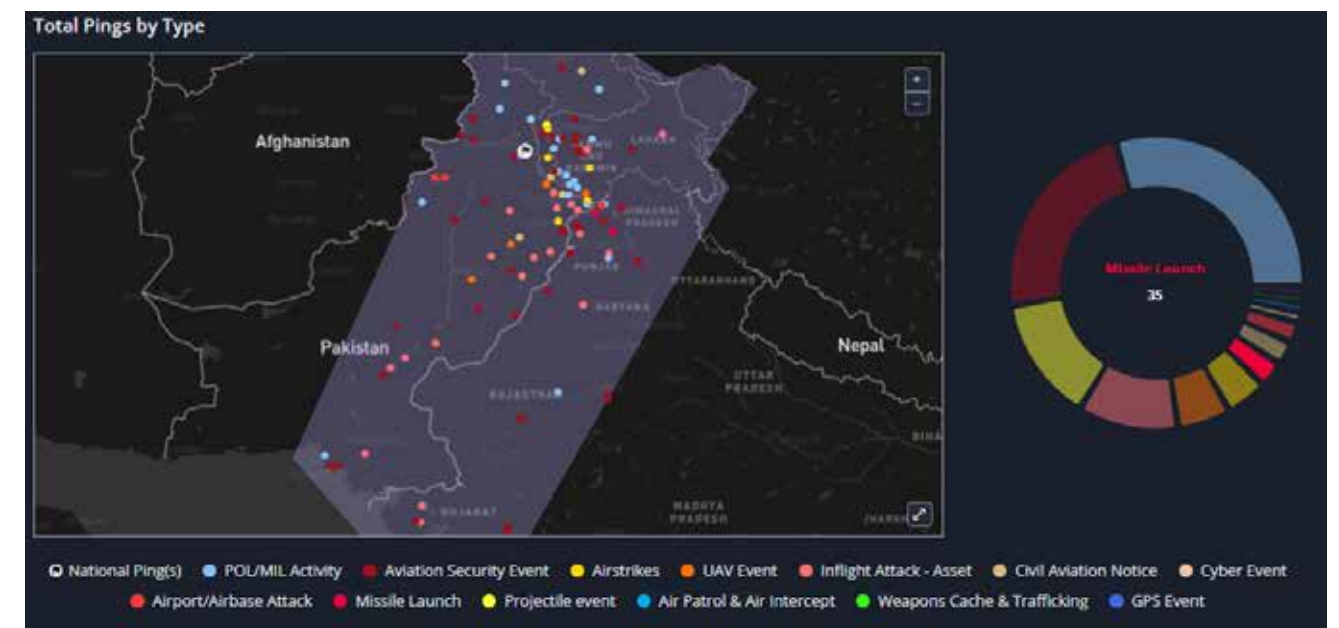 Total Pings by Type
Afghanistan
LADAKH
HIMACHAL
PRADESH
PUNJAB
UTTARAKHAND
HARYANA
Pakistan
Nepal
UTTAR
PRADESH
RAJASTHAN
GUJARAT
MADHYA
PRADESH
Missile Launch
35
National Ping(s) POL/MIL Activity Aviation Security Event Airstrikes UAV Event Inflight Attack - Asset Civil Aviation Notice Cyber Event
Airport/Airbase Attack Missile Launch Projectile event Air Patrol & Air Intercept Weapons Cache & Trafficking GPS Event